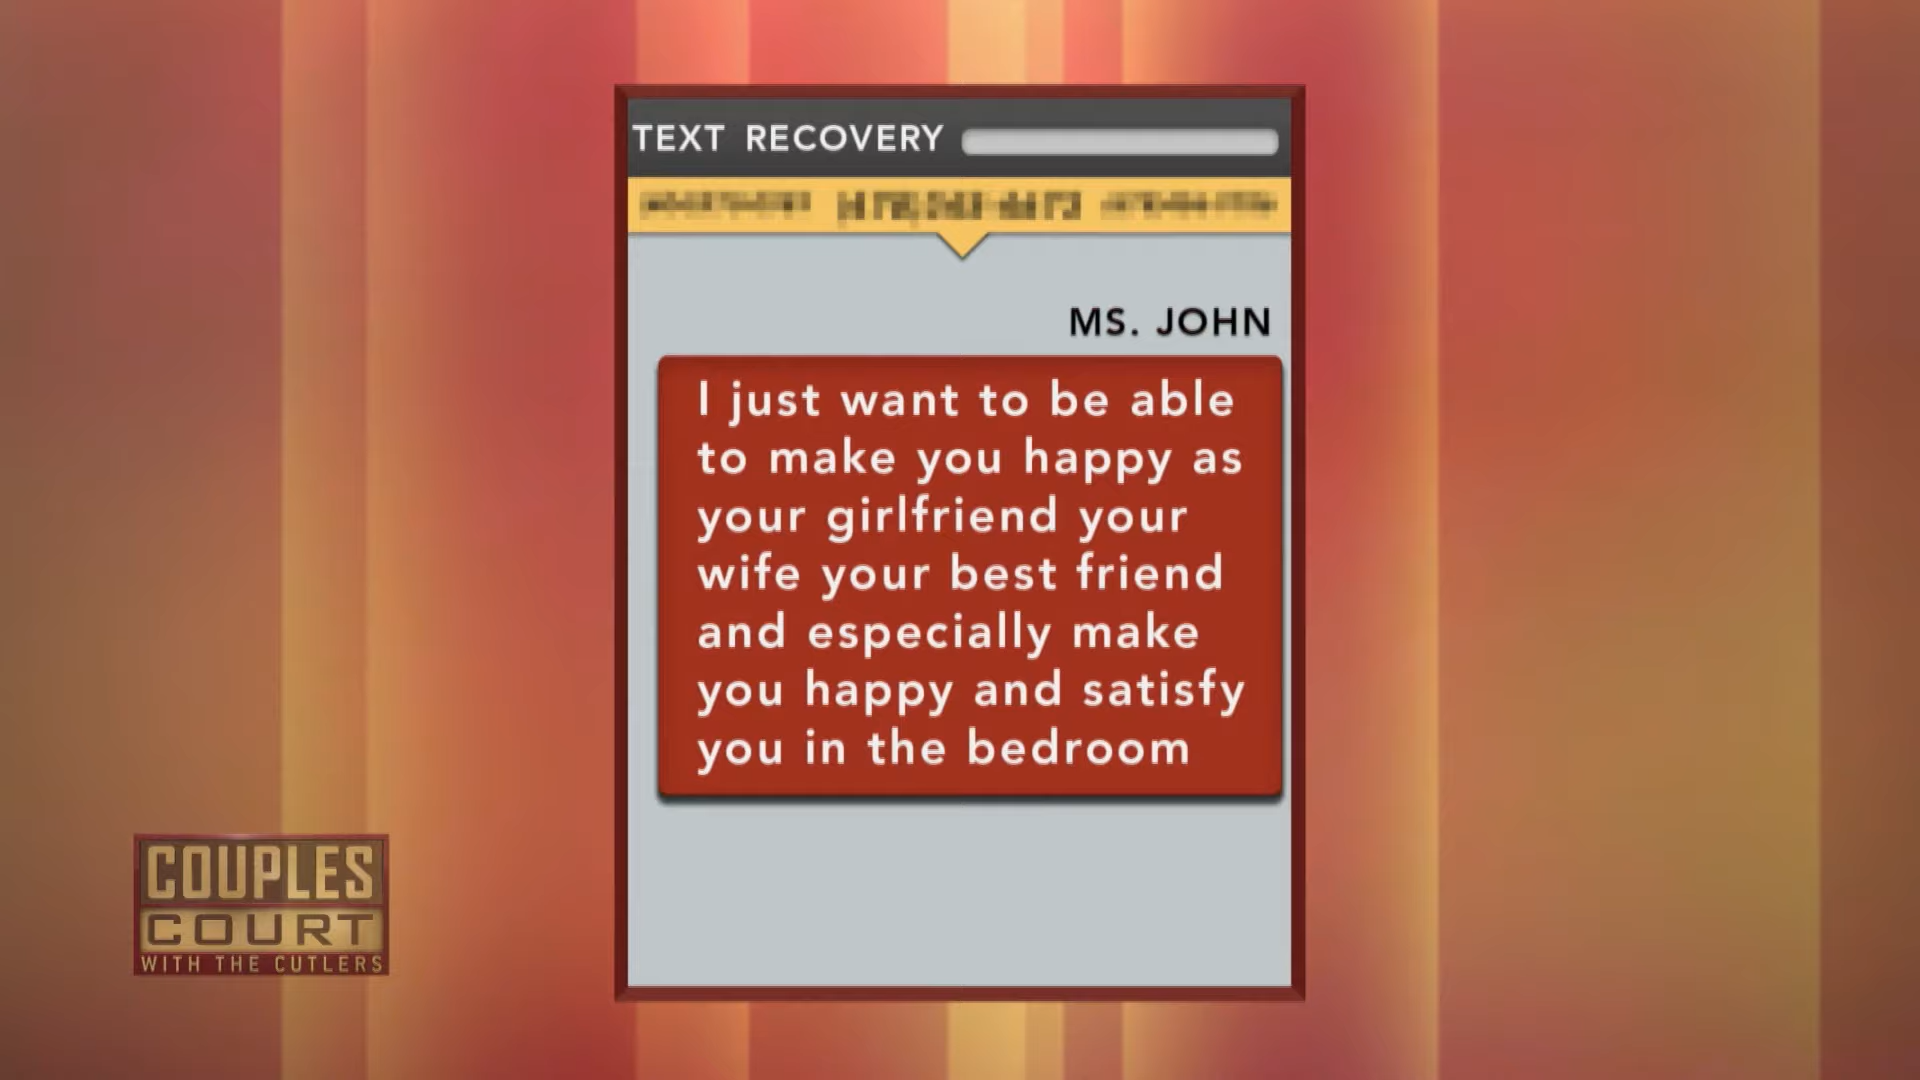 TEXT RECOVERY
MS. JOHN
I just want to be able
to make you happy as
your girlfriend your
wife your best friend
and especially make
you happy and satisfy
you in the bedroom
COUPLES
COURT
WITH THE CUTLERS